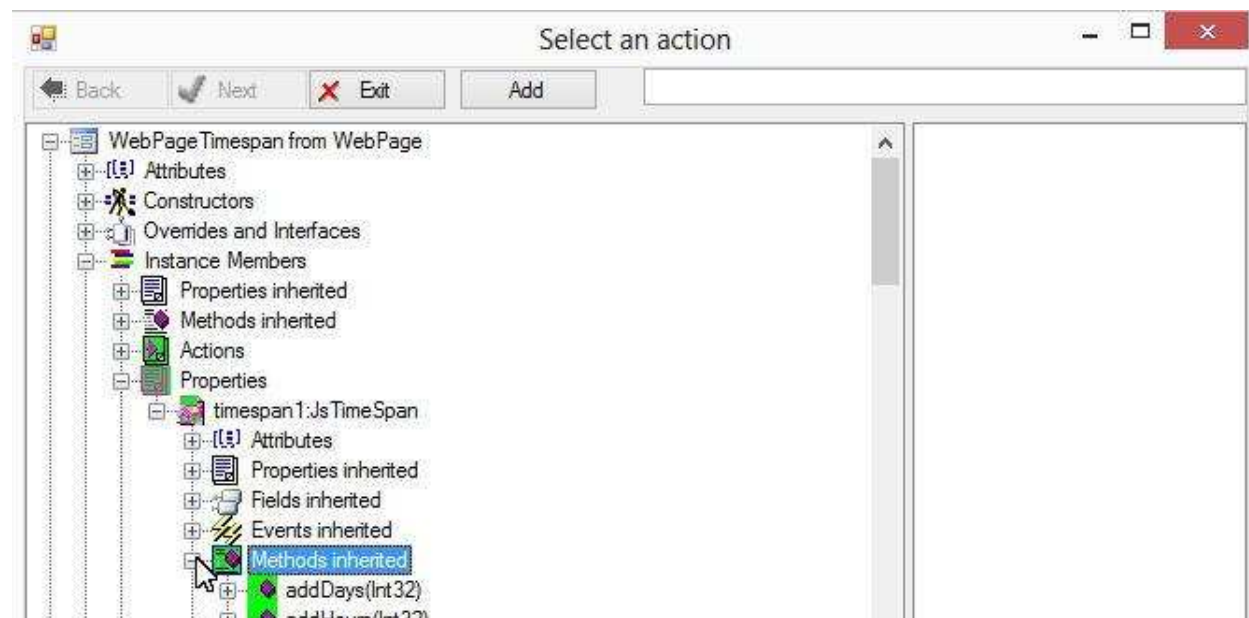 Select an action
Back Next Exit Add
WebPageTimespan from WebPage
Attributes
Constructors
Overrides and Interfaces
Instance Members
Properties inherited
Methods inherited
Actions
Properties
timespan1:JsTimeSpan
Attributes
Properties inherited
Fields inherited
Events inherited
Methods inherited
addDays(Int32)